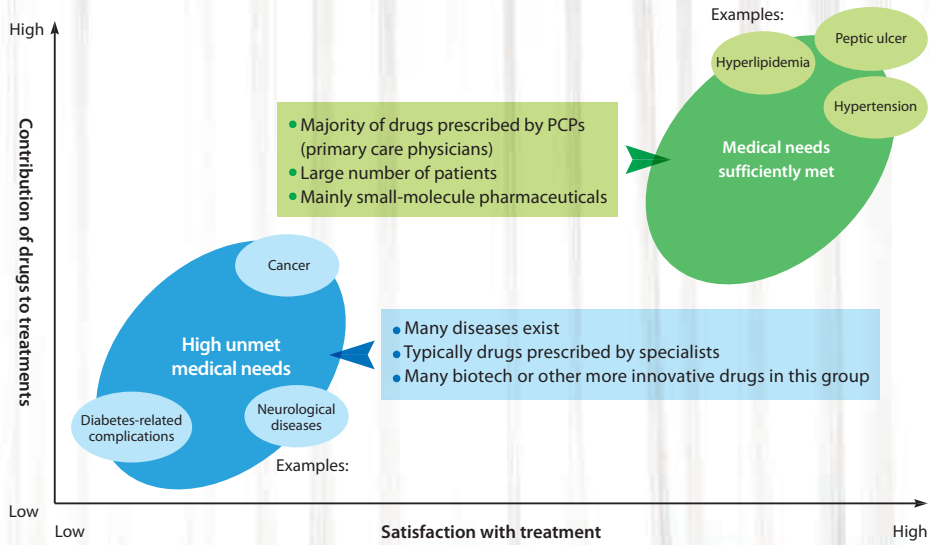 Examples:
High
Peptic ulcer
Hyperlipidemia
Hypertension
Contribution of drugs to treatments
• Majority of drugs prescribed by PCPs
(primary care physicians)
• Large number of patients
• Mainly small-molecule pharmaceuticals
Medical needs
sufficiently met
Cancer
High unmet
medical needs
• Many diseases exist
• Typically drugs prescribed by specialists
• Many biotech or other more innovative drugs in this group
Diabetes-related
complications
Neurological
diseases
Examples:
Low
Low
Satisfaction with treatment
High